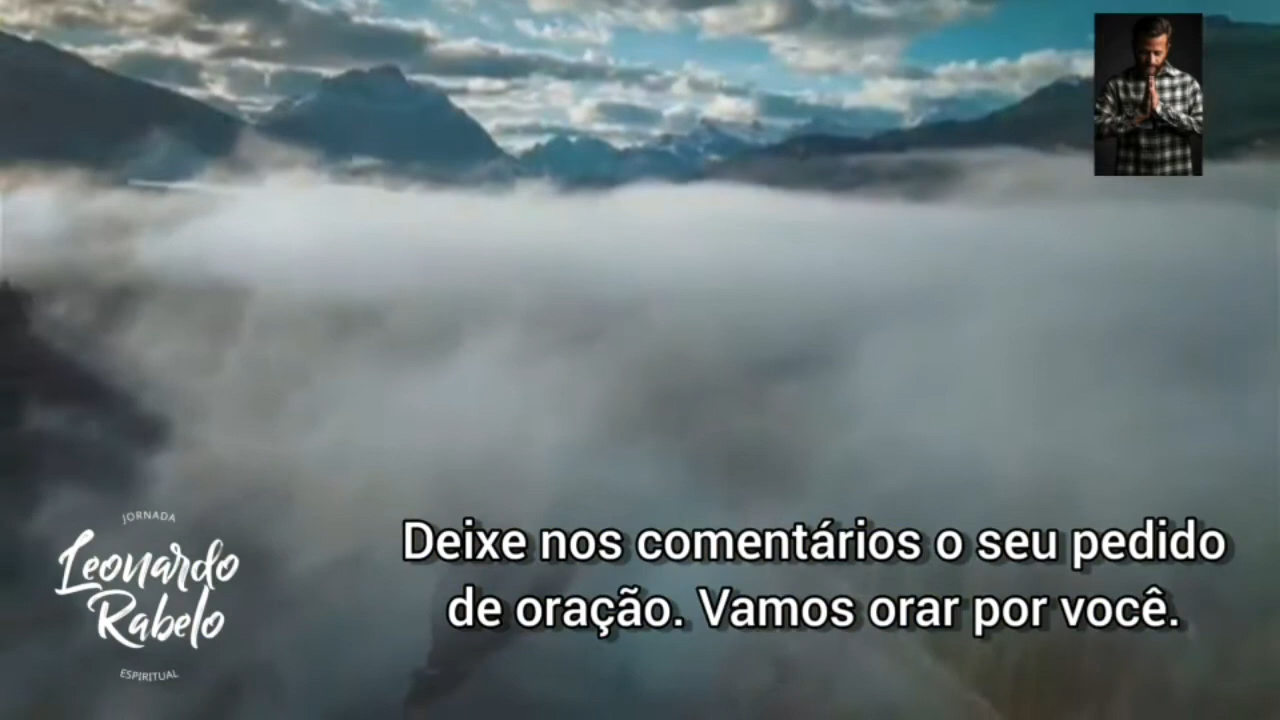 JORNADA
Leonardo
Rabelo
ESPIRITUAL
Deixe nos comentários o seu pedido
de oração. Vamos orar por você.